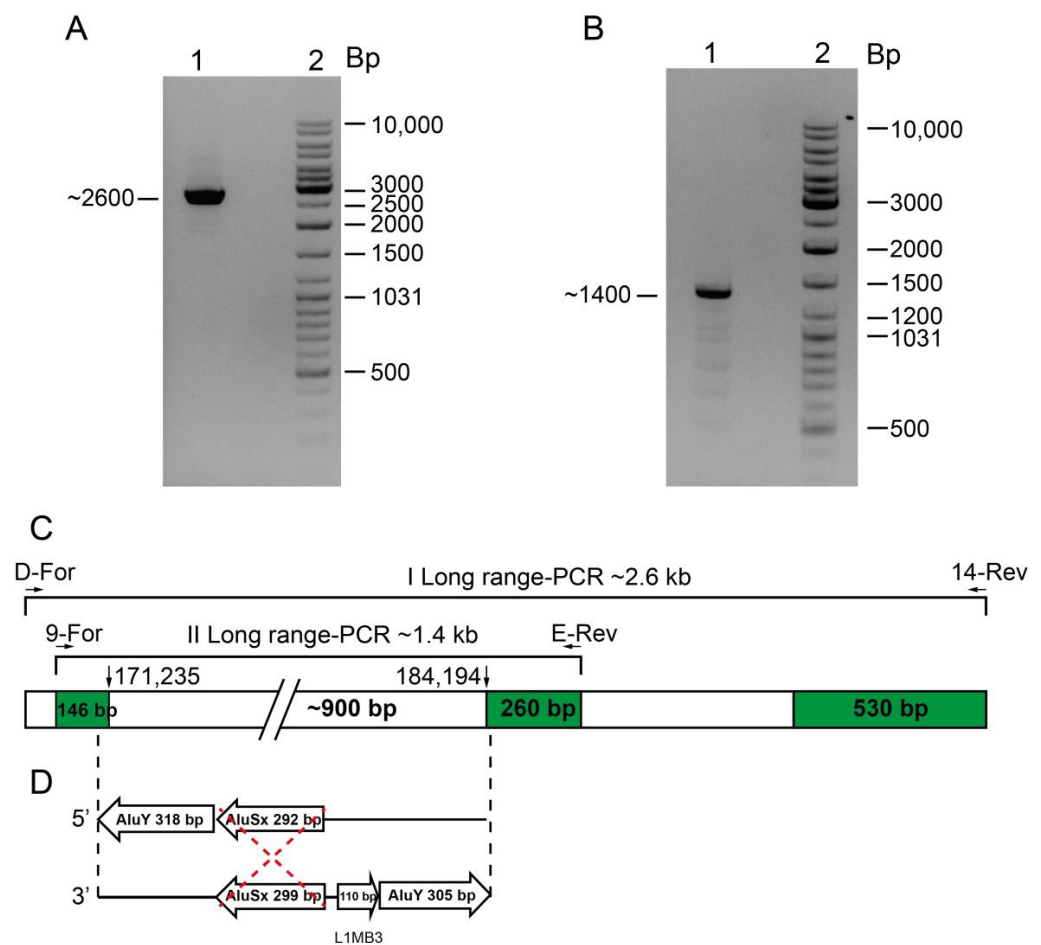 A
B
1 2 Bp
10,000
3000
~2600
2500
2000
1500
1031
500
1 2 Bp
10,000
3000
2000
1500
~1400
1200
1031
500
C
D-For I Long range-PCR ~2.6 kb 14-Rev
9-For II Long range-PCR ~1.4 kb E-Rev
171,235 184,194
146 bp ~900 bp 260 bp 530 bp
D
5’ AluY 318 bp AluSx 292 bp
3’ AluSx 299 bp 110 bp AluY 305 bp
L1MB3